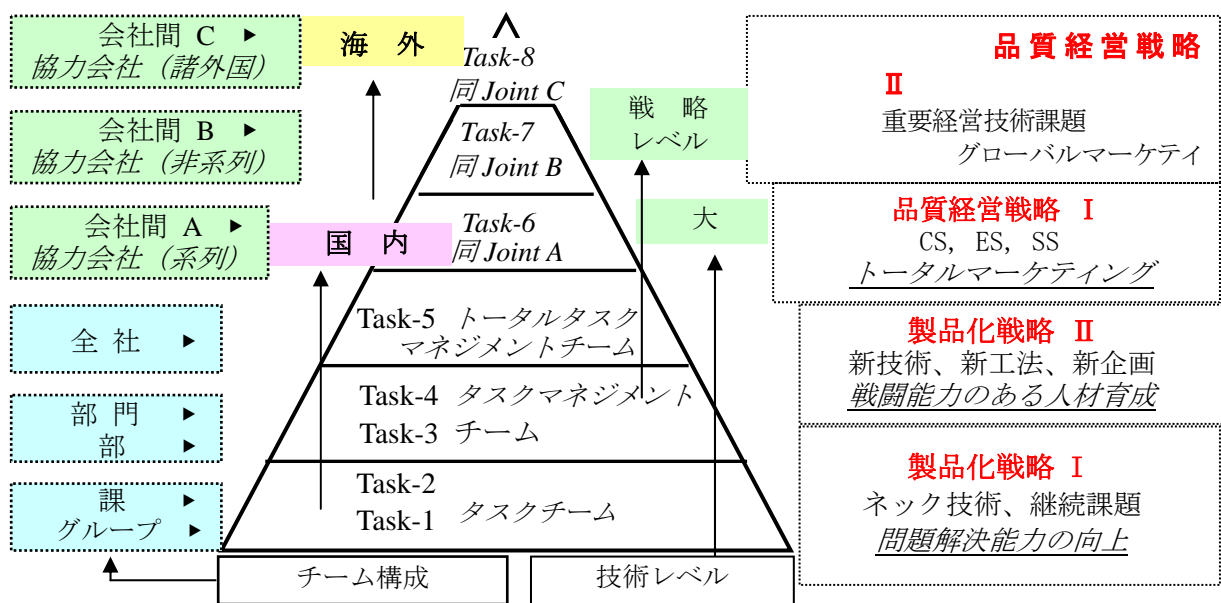 会社間 C ▶
協力会社（諸外国）
会社間 B ▶
協力会社（非系列）
会社間 A ▶
協力会社（系列）
全 社 ▶
部 門 ▶
部 ▶
課 ▶
グループ ▶
海 外
国 内
Task-8
同 Joint C
Task-7
同 Joint B
Task-6
同 Joint A
Task-5 トータルタスク
マネジメントチーム
Task-4 タスクマネジメント
Task-3 チーム
Task-2
Task-1 タスクチーム
戦 略
レベル
大
チーム構成
技術レベル
品質経営戦略
Ⅱ
重要経営技術課題
グローバルマーケティ
品質経営戦略 Ⅰ
CS, ES, SS
トータルマーケティング
製品化戦略 Ⅱ
新技術、新工法、新企画
戦闘能力のある人材育成
製品化戦略 Ⅰ
ネック技術、継続課題
問題解決能力の向上